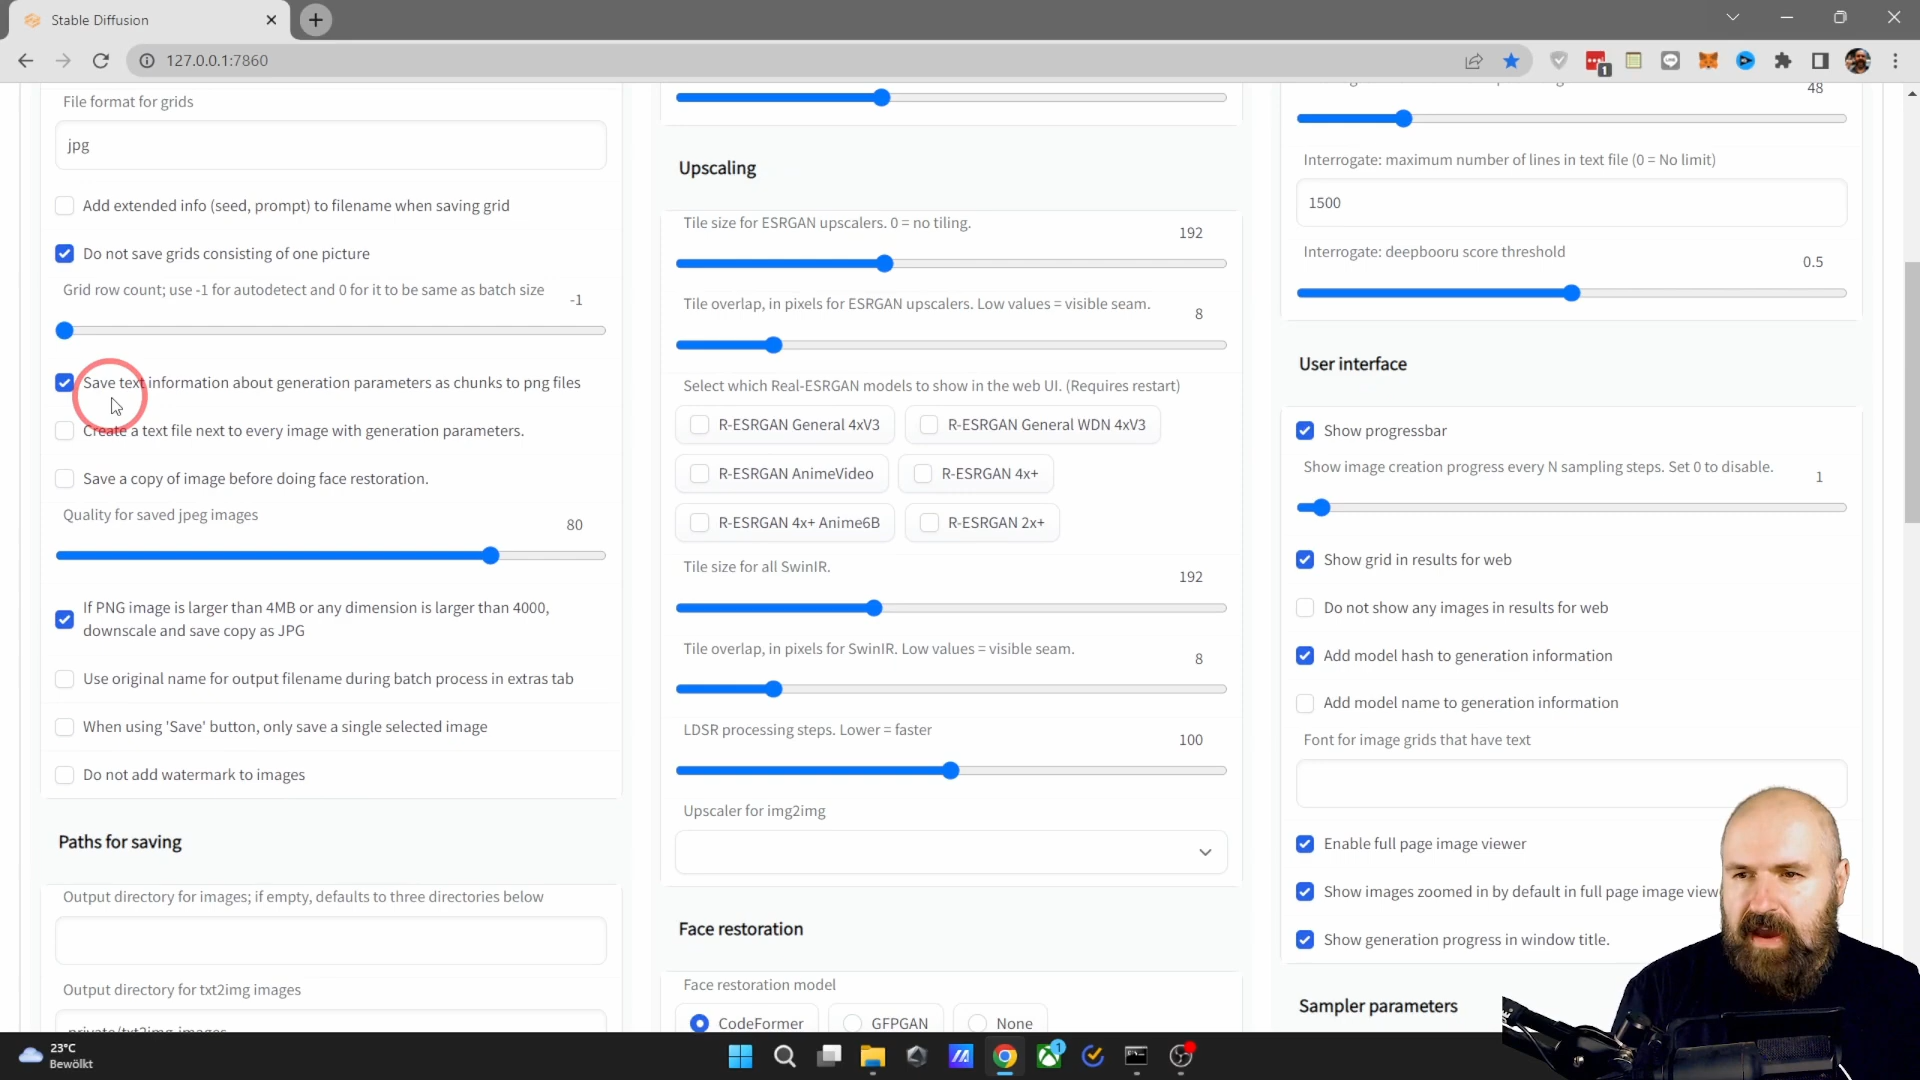 Stable Diffusion
127.0.0.1:7860
1
File format for grids
jpg
Add extended info (seed, prompt) to filename when saving grid
Do not save grids consisting of one picture
Grid row count; use -1 for autodetect and 0 for it to be same as batch size
-1
Save text information about generation parameters as chunks to png files
Create a text file next to every image with generation parameters.
Save a copy of image before doing face restoration.
Quality for saved jpeg images
80
If PNG image is larger than 4MB or any dimension is larger than 4000,
downscale and save copy as JPG
Use original name for output filename during batch process in extras tab
When using 'Save' button, only save a single selected image
Do not add watermark to images
Paths for saving
Output directory for images; if empty, defaults to three directories below
Output directory for txt2img images
private/txt2img-images
Upscaling
Tile size for ESRGAN upscalers. 0 = no tiling.
192
Tile overlap, in pixels for ESRGAN upscalers. Low values = visible seam.
8
Select which Real-ESRGAN models to show in the web UI. (Requires restart)
R-ESRGAN General 4xV3
R-ESRGAN General WDN 4xV3
R-ESRGAN AnimeVideo
R-ESRGAN 4x+
R-ESRGAN 4x+ Anime6B
R-ESRGAN 2x+
Tile size for all SwinIR.
192
Tile overlap, in pixels for SwinIR. Low values = visible seam.
8
LDSR processing steps. Lower = faster
100
Upscaler for img2img
Face restoration
Face restoration model
CodeFormer
GFPGAN
None
48
Interrogate: maximum number of lines in text file (0 = No limit)
1500
Interrogate: deepbooru score threshold
0.5
User interface
Show progressbar
Show image creation progress every N sampling steps. Set 0 to disable.
1
Show grid in results for web
Do not show any images in results for web
Add model hash to generation information
Add model name to generation information
Font for image grids that have text
Enable full page image viewer
Show images zoomed in by default in full page image view
Show generation progress in window title.
Sampler parameters
23°C
Bewölkt
1